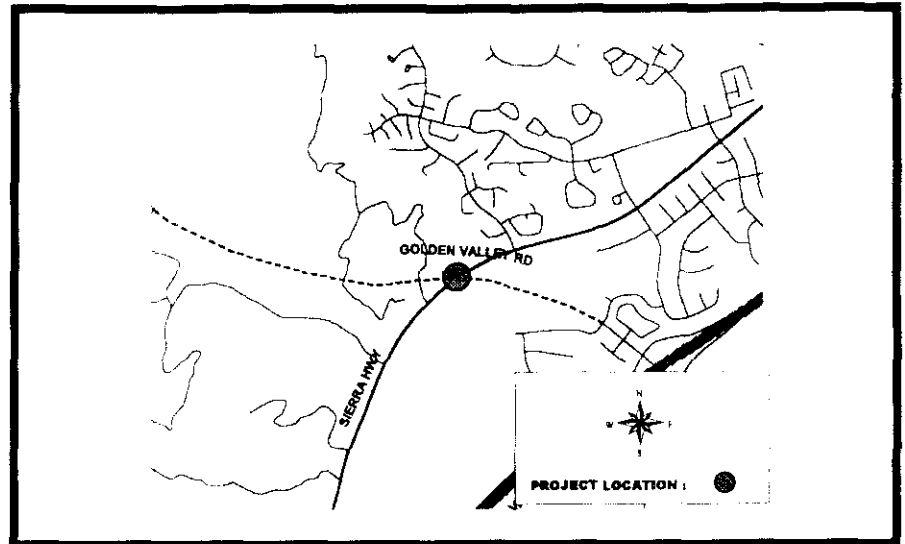 GOLDEN VALLEY RD
SIERRA HWY
N
W
S
PROJECT LOCATION :